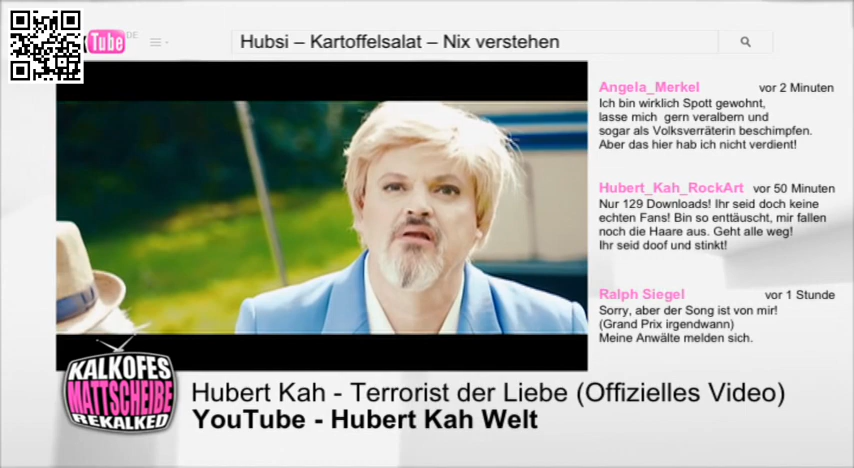 Tube DE
Hubsi – Kartoffelsalat – Nix verstehen
Angela_Merkel vor 2 Minuten
Ich bin wirklich Spott gewohnt,
lasse mich gern veralbern und
sogar als Volksverräterin beschimpfen.
Aber das hier hab ich nicht verdient!
Hubert_Kah_RockArt vor 50 Minuten
Nur 129 Downloads! Ihr seid doch keine
echten Fans! Bin so enttäuscht, mir fallen
noch die Haare aus. Geht alle weg!
Ihr seid doof und stinkt!
Ralph Siegel vor 1 Stunde
Sorry, aber der Song ist von mir!
(Grand Prix irgendwann)
Meine Anwälte melden sich.
KALKOFES
MATTSCHEIBE
REKALKED
Hubert Kah - Terrorist der Liebe (Offizielles Video)
YouTube - Hubert Kah Welt